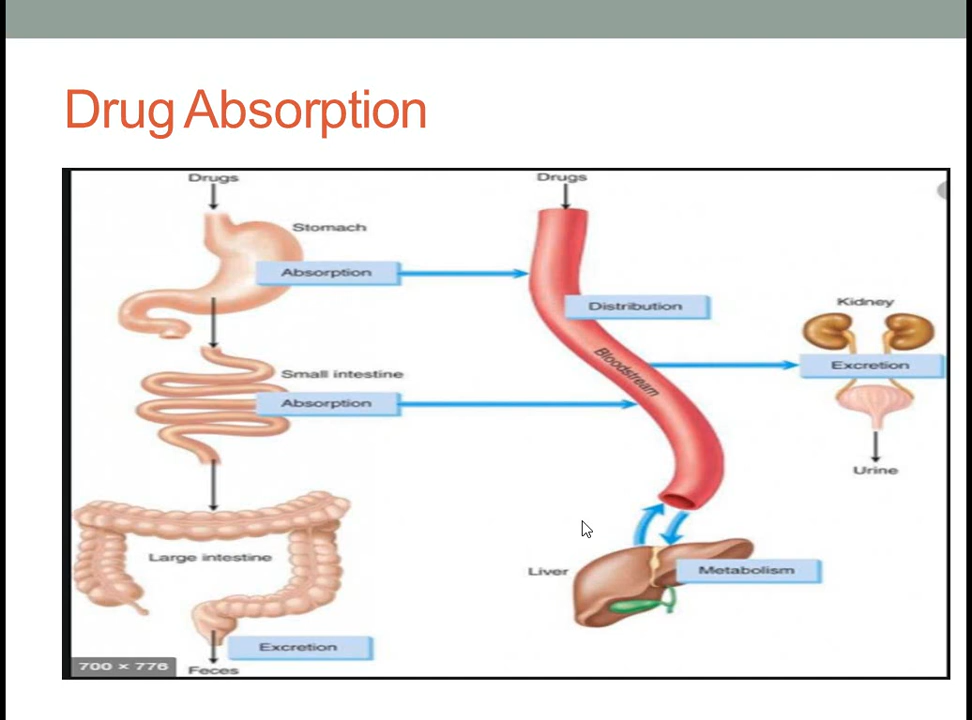 Drug Absorption
Drugs
Drugs
Stomach
Absorption
Distribution
Kidney
Bloodstream
Excretion
Small intestine
Absorption
Urine
Large intestine
Liver
Metabolism
Excretion
700 × 776
Feces